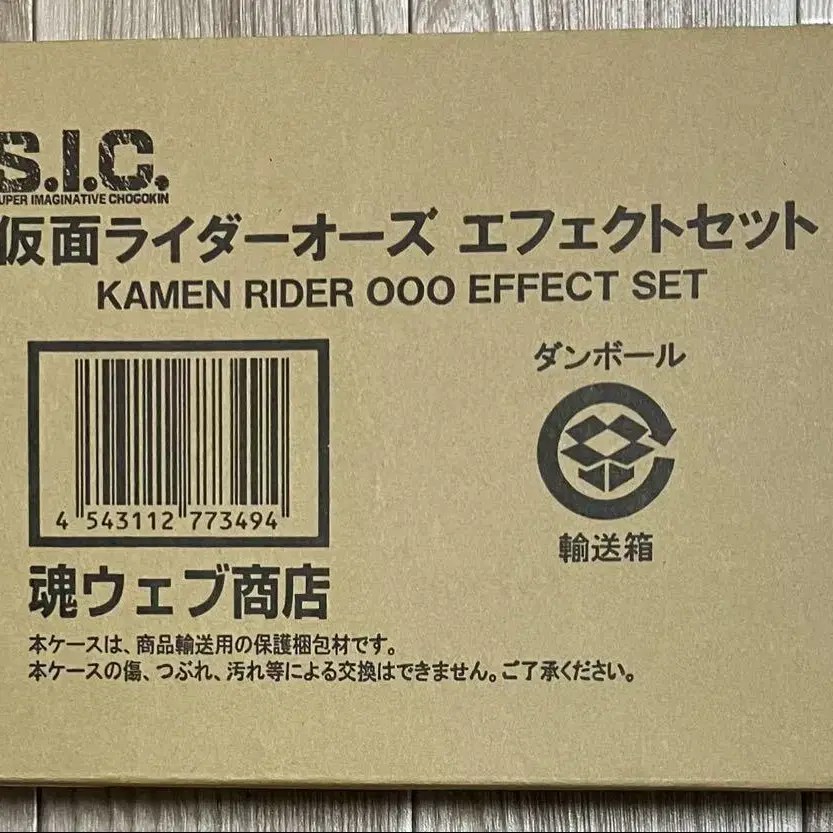 S.I.C.
UPER IMAGINATIVE CHOGOKIN
仮面ライダーオーズ エフェクトセット
KAMEN RIDER OOO EFFECT SET
ダンボール
4 543112 773494
輸送箱
魂ウェブ商店
本ケースは、商品輸送用の保護梱包材です。
本ケースの傷、つぶれ、汚れ等による交換はできません。ご了承ください。